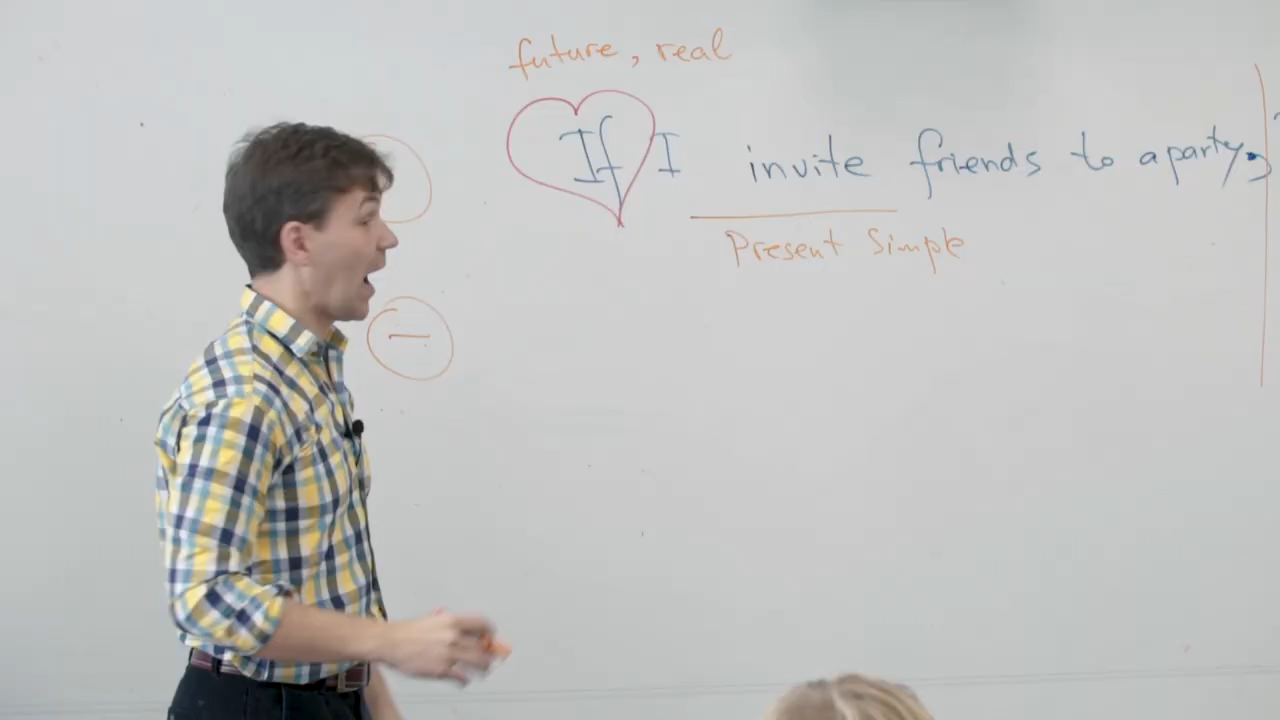 future, real
If I invite friends to a party,
Present Simple
—